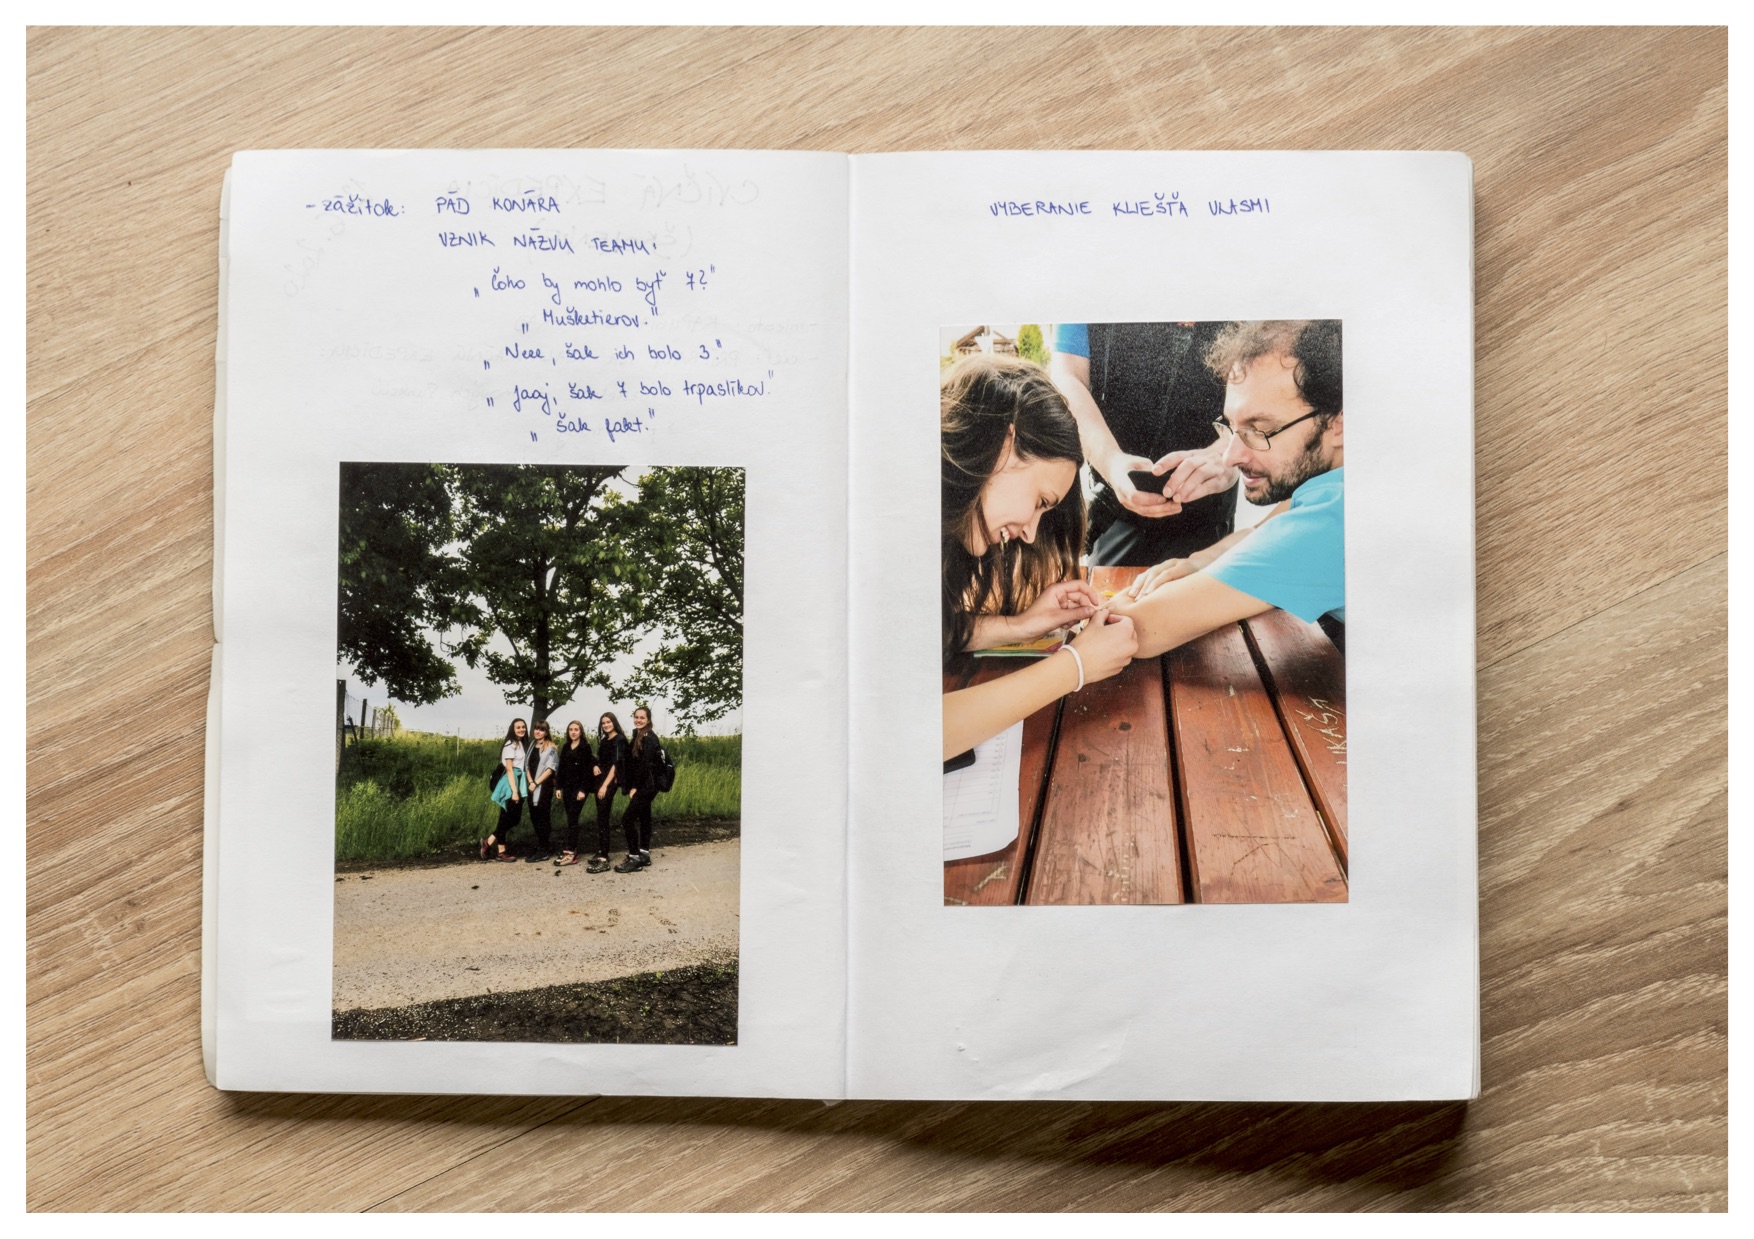 - zážitok: PÁD KONÁRA
VZNIK NÁZVU TEAMU:
„Čoho by mohlo byť 7?"
„Mušketierov."
„Neee, šak ich bolo 3."
„Jaaj, šak 7 bolo trpaslíkov."
„Šak fakt."
VYBERANIE KLIEŠŤA VLASMI